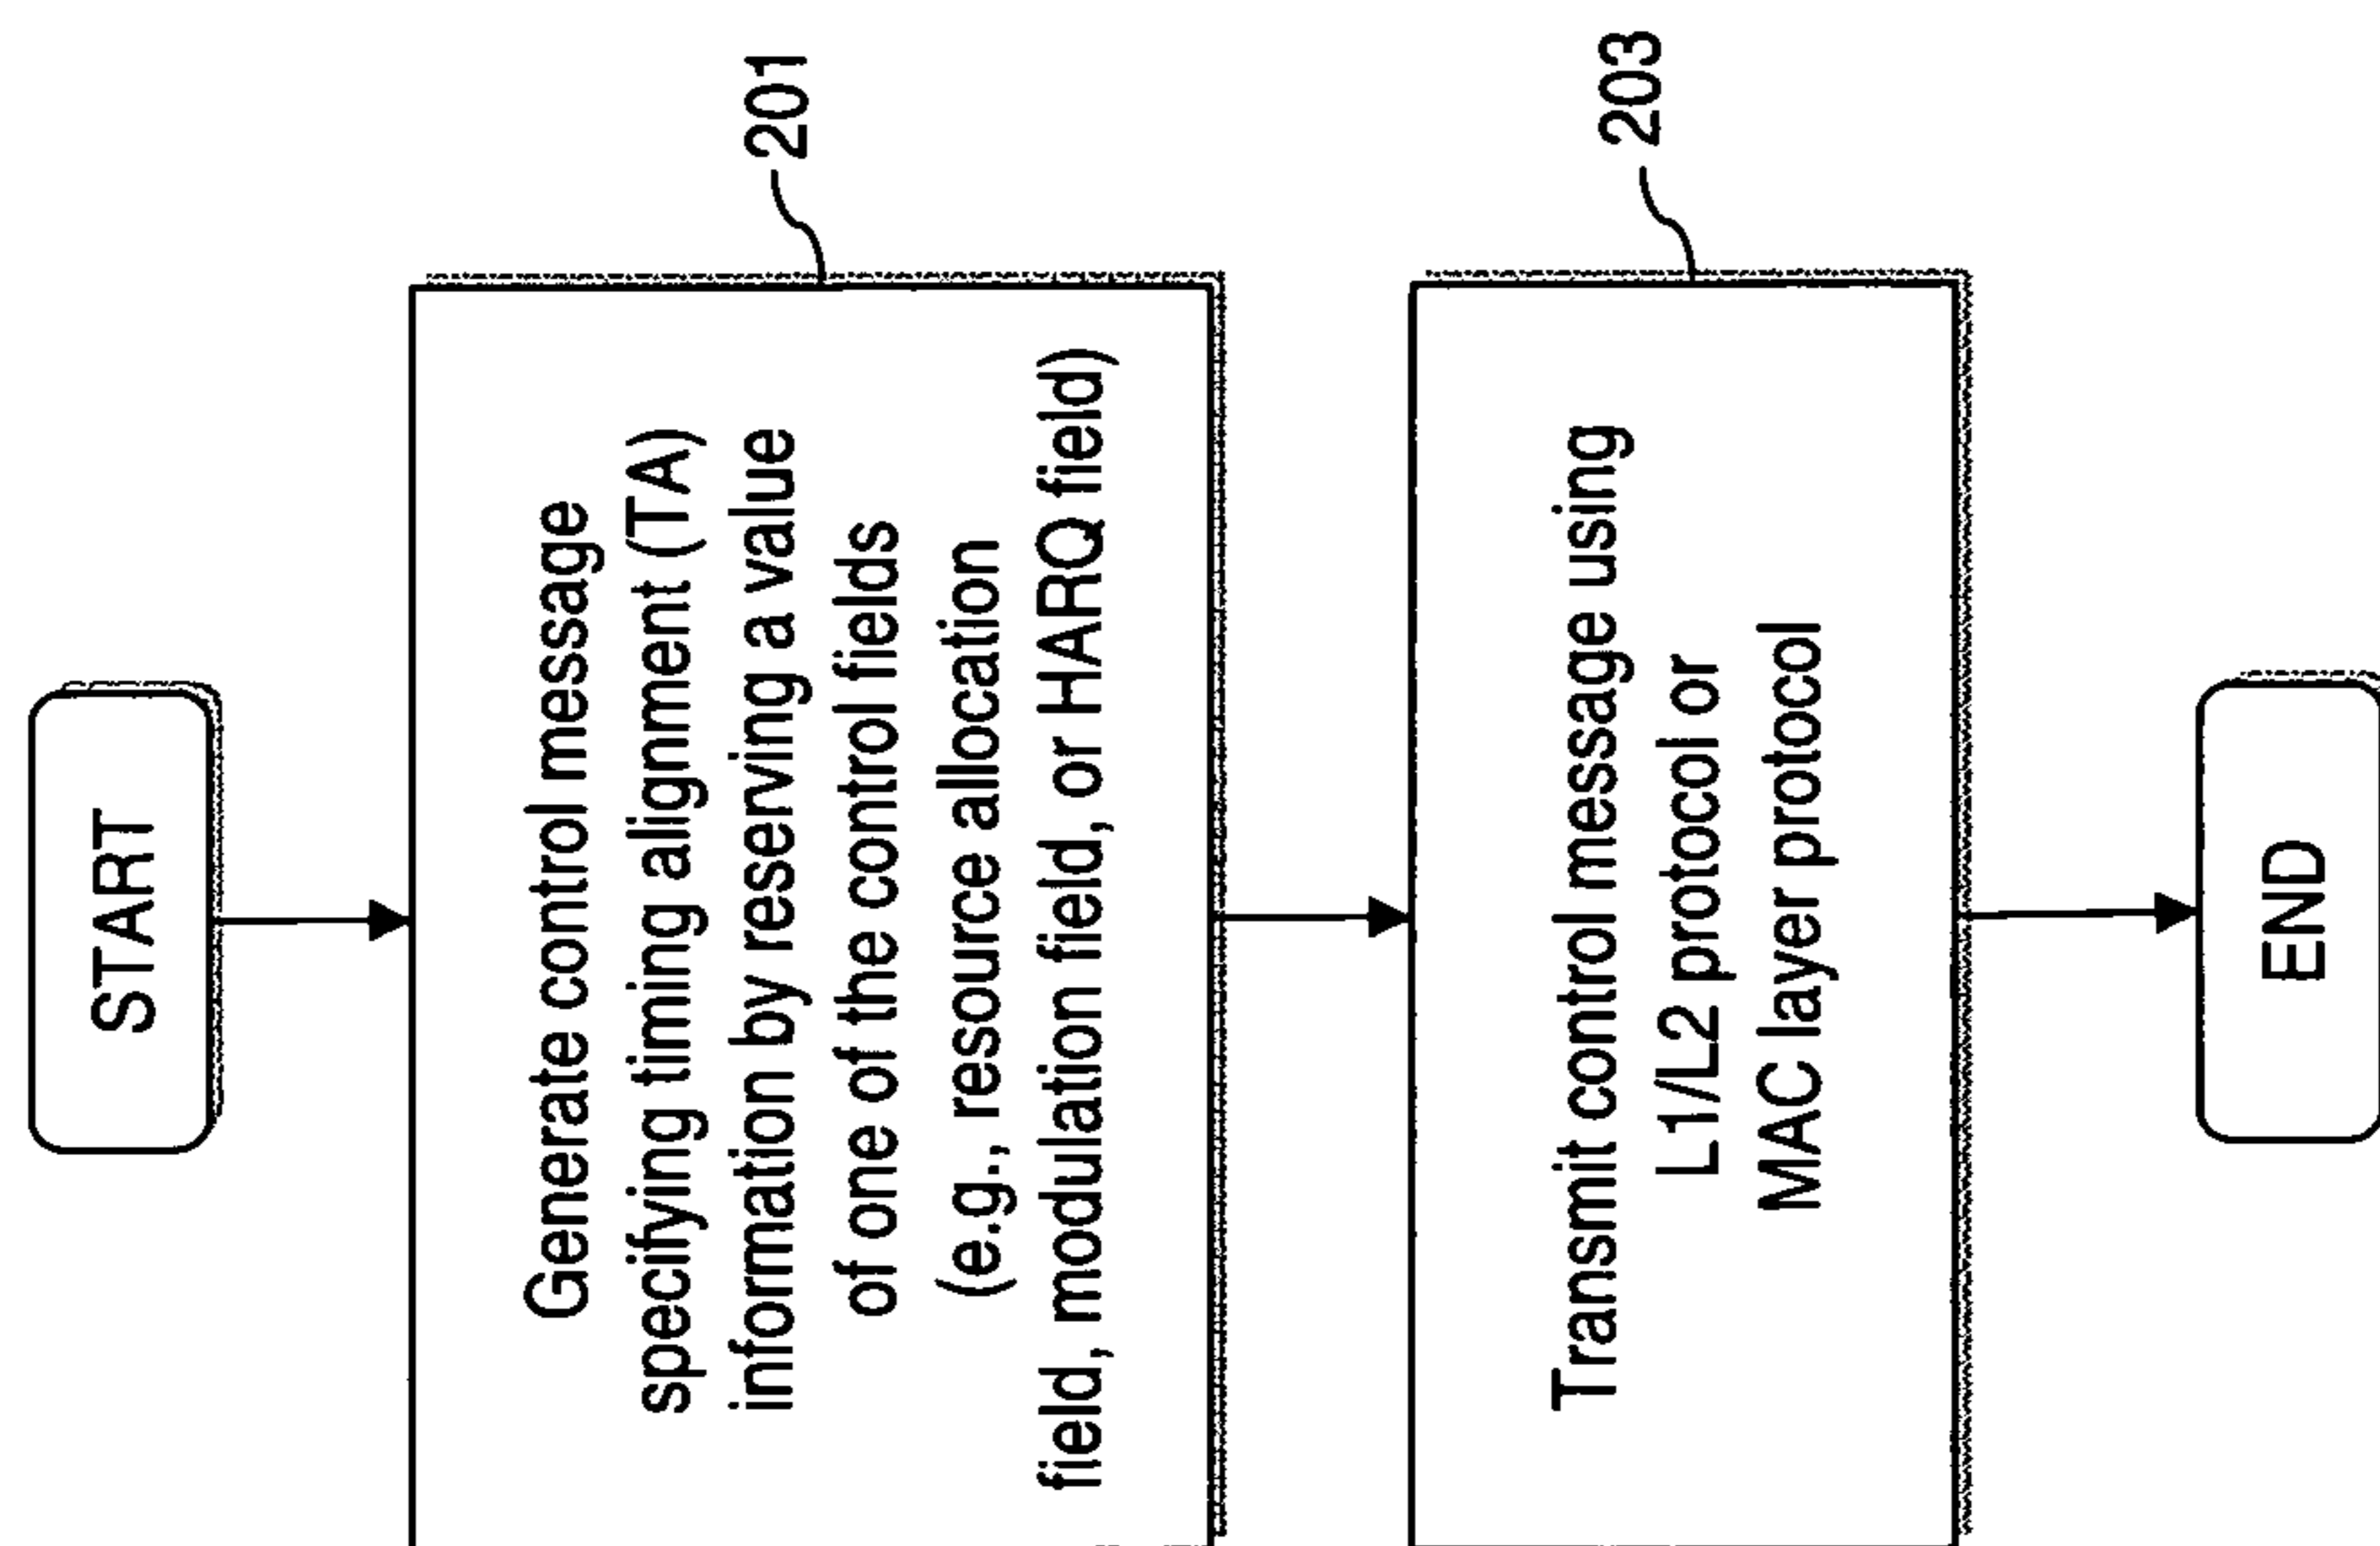 START
Generate control message
specifying timing alignment (TA)
information by reserving a value
of one of the control fields
(e.g., resource allocation
field, modulation field, or HARQ field)
201
Transmit control message using
L1/L2 protocol or
MAC layer protocol
203
END